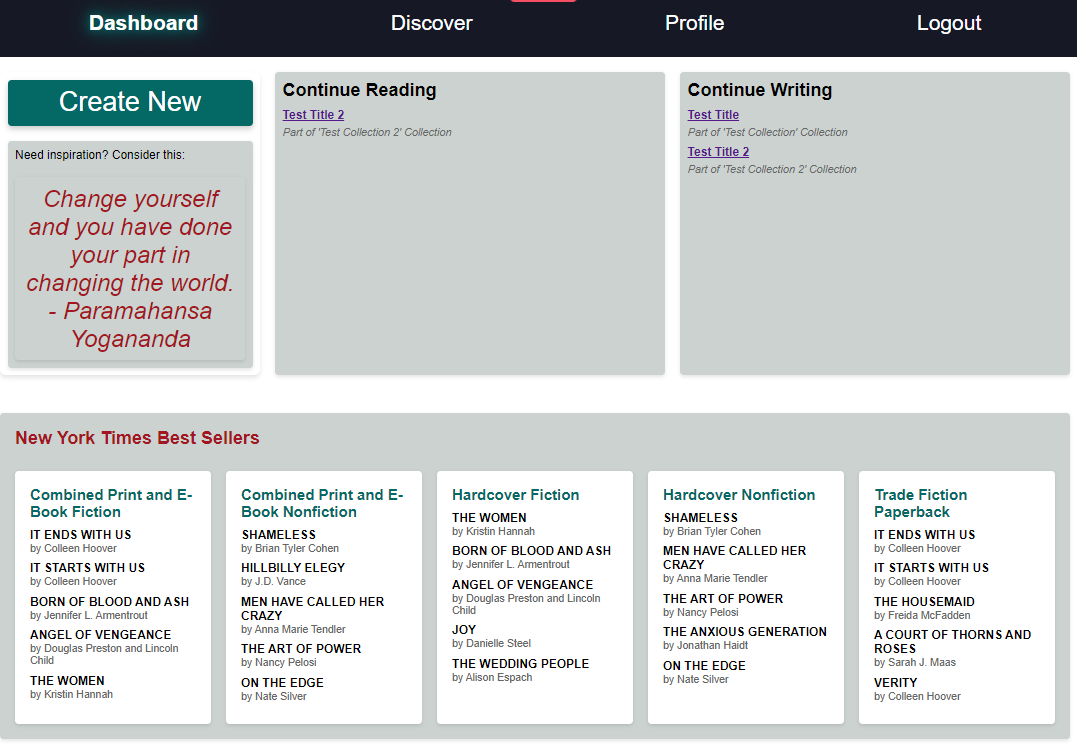 Dashboard
Discover
Profile
Logout
Create New
Need inspiration? Consider this:
Change yourself
and you have done
your part in
changing the world.
- Paramahansa
Yogananda
Continue Reading
Test Title 2
Part of 'Test Collection 2' Collection
Continue Writing
Test Title
Part of 'Test Collection' Collection
Test Title 2
Part of 'Test Collection 2' Collection
New York Times Best Sellers
Combined Print and E-
Book Fiction
IT ENDS WITH US
by Colleen Hoover
IT STARTS WITH US
by Colleen Hoover
BORN OF BLOOD AND ASH
by Jennifer L. Armentrout
ANGEL OF VENGEANCE
by Douglas Preston and Lincoln
Child
THE WOMEN
by Kristin Hannah
Combined Print and E-
Book Nonfiction
SHAMELESS
by Brian Tyler Cohen
HILLBILLY ELEGY
by J.D. Vance
MEN HAVE CALLED HER
CRAZY
by Anna Marie Tendler
THE ART OF POWER
by Nancy Pelosi
ON THE EDGE
by Nate Silver
Hardcover Fiction
THE WOMEN
by Kristin Hannah
BORN OF BLOOD AND ASH
by Jennifer L. Armentrout
ANGEL OF VENGEANCE
by Douglas Preston and Lincoln
Child
JOY
by Danielle Steel
THE WEDDING PEOPLE
by Alison Espach
Hardcover Nonfiction
SHAMELESS
by Brian Tyler Cohen
MEN HAVE CALLED HER
CRAZY
by Anna Marie Tendler
THE ART OF POWER
by Nancy Pelosi
THE ANXIOUS GENERATION
by Jonathan Haidt
ON THE EDGE
by Nate Silver
Trade Fiction
Paperback
IT ENDS WITH US
by Colleen Hoover
IT STARTS WITH US
by Colleen Hoover
THE HOUSEMAID
by Freida McFadden
A COURT OF THORNS AND
ROSES
by Sarah J. Maas
VERITY
by Colleen Hoover